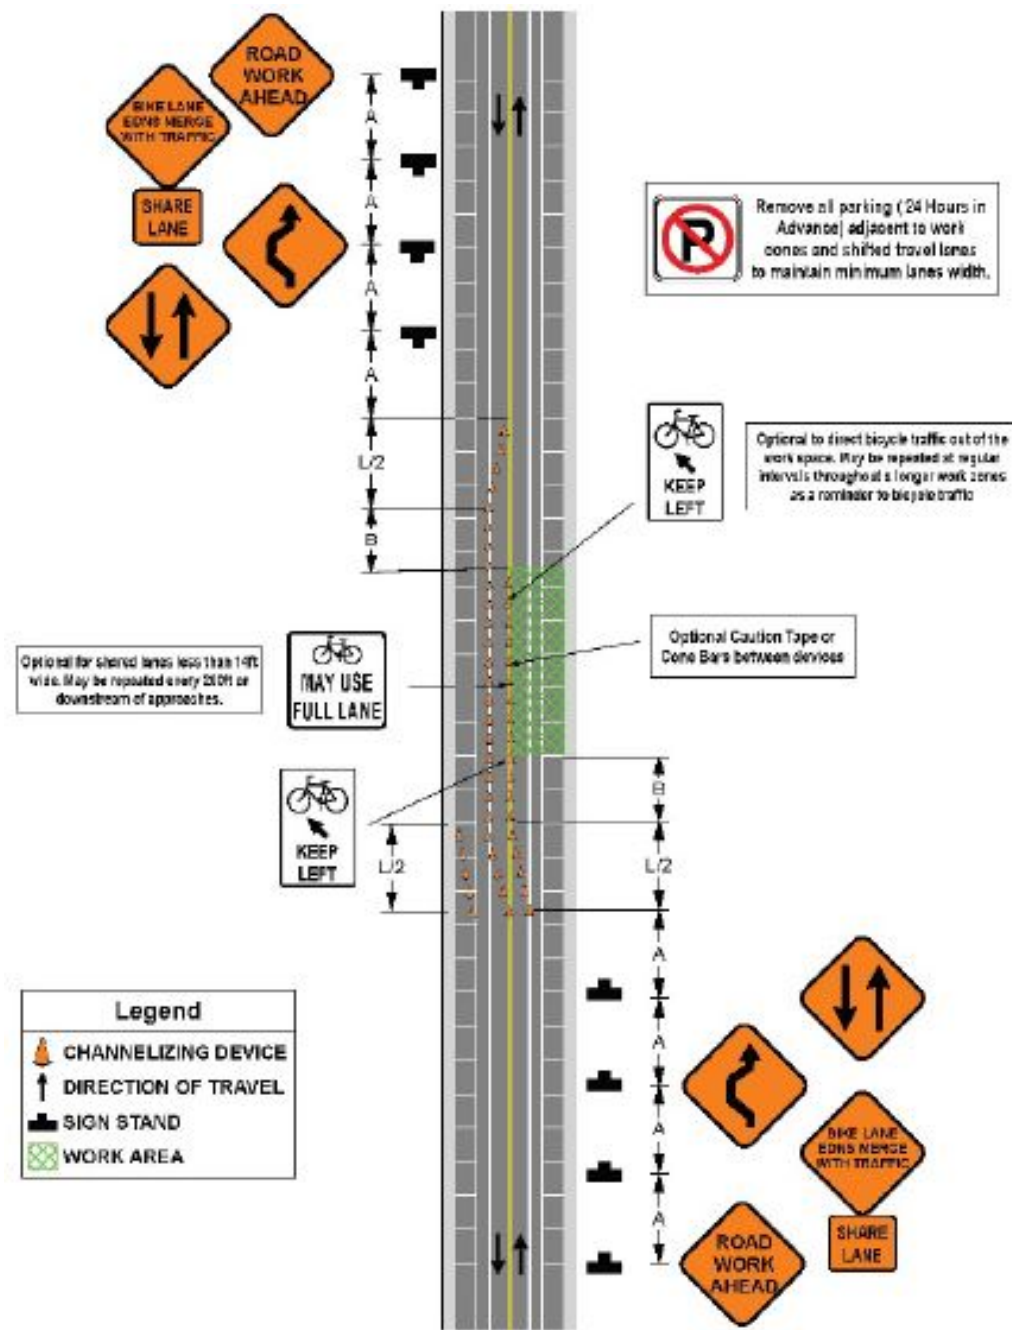 ROAD
WORK
AHEAD
BIKE LANE
EDNS MERGE
WITH TRAFFIC
SHARE
LANE
A
A
A
A
L/2
B
P
Remove all parking ( 24 Hours in
Advance) adjacent to work
zones and shifted travel lanes
to maintain minimum lanes width.
KEEP
LEFT
Optional to direct bicycle traffic out of the
work space. May be repeated at regular
intervals throughout a longer work zones
as a reminder to bicycle traffic
Optional for shared lanes less than 14ft
wide. May be repeated every 200ft or
downstream of approaches.
MAY USE
FULL LANE
Optional Caution Tape or
Cone Bars between devices
KEEP
LEFT
L/2
B
L/2
A
A
A
A
Legend
CHANNELIZING DEVICE
DIRECTION OF TRAVEL
SIGN STAND
WORK AREA
BIKE LANE
EDNS MERGE
WITH TRAFFIC
SHARE
LANE
ROAD
WORK
AHEAD